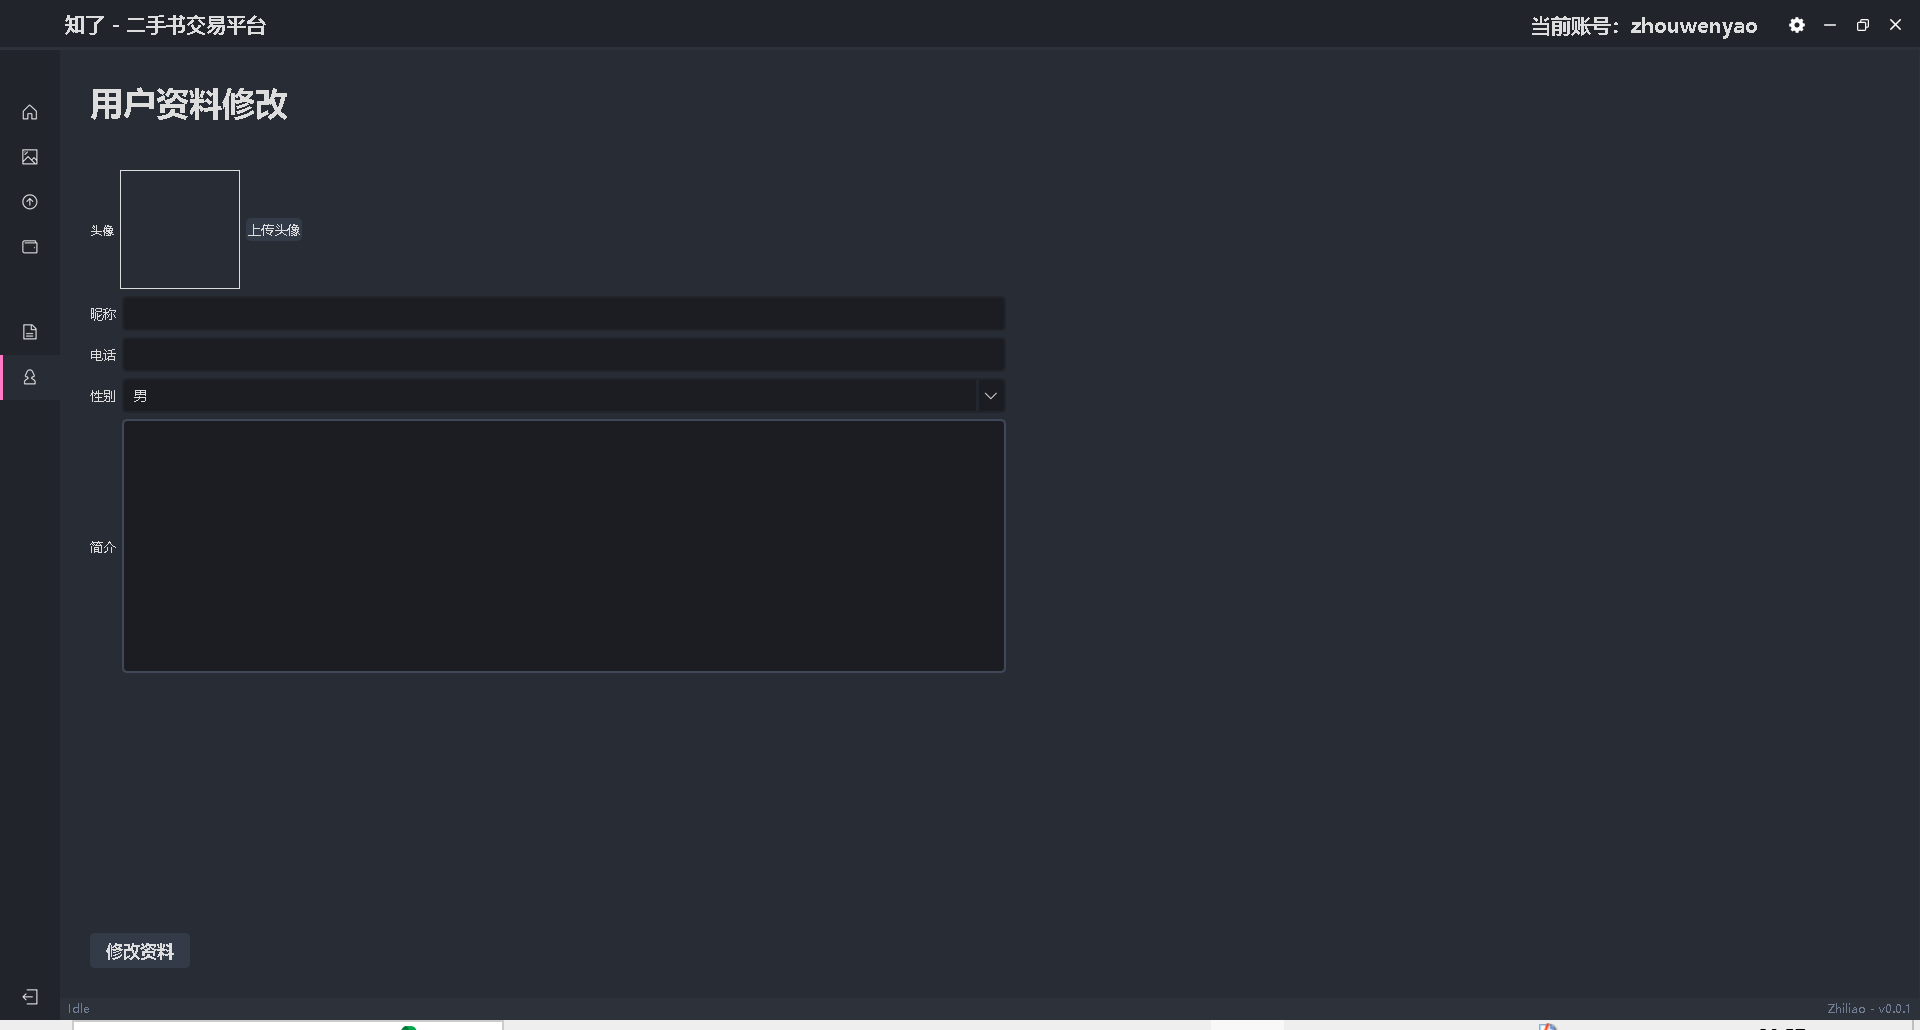 知了 - 二手书交易平台
当前账号：zhouwenyao
用户资料修改
头像
上传头像
昵称
电话
性别 男
简介
修改资料
Idle
Zhiliao - v0.0.1